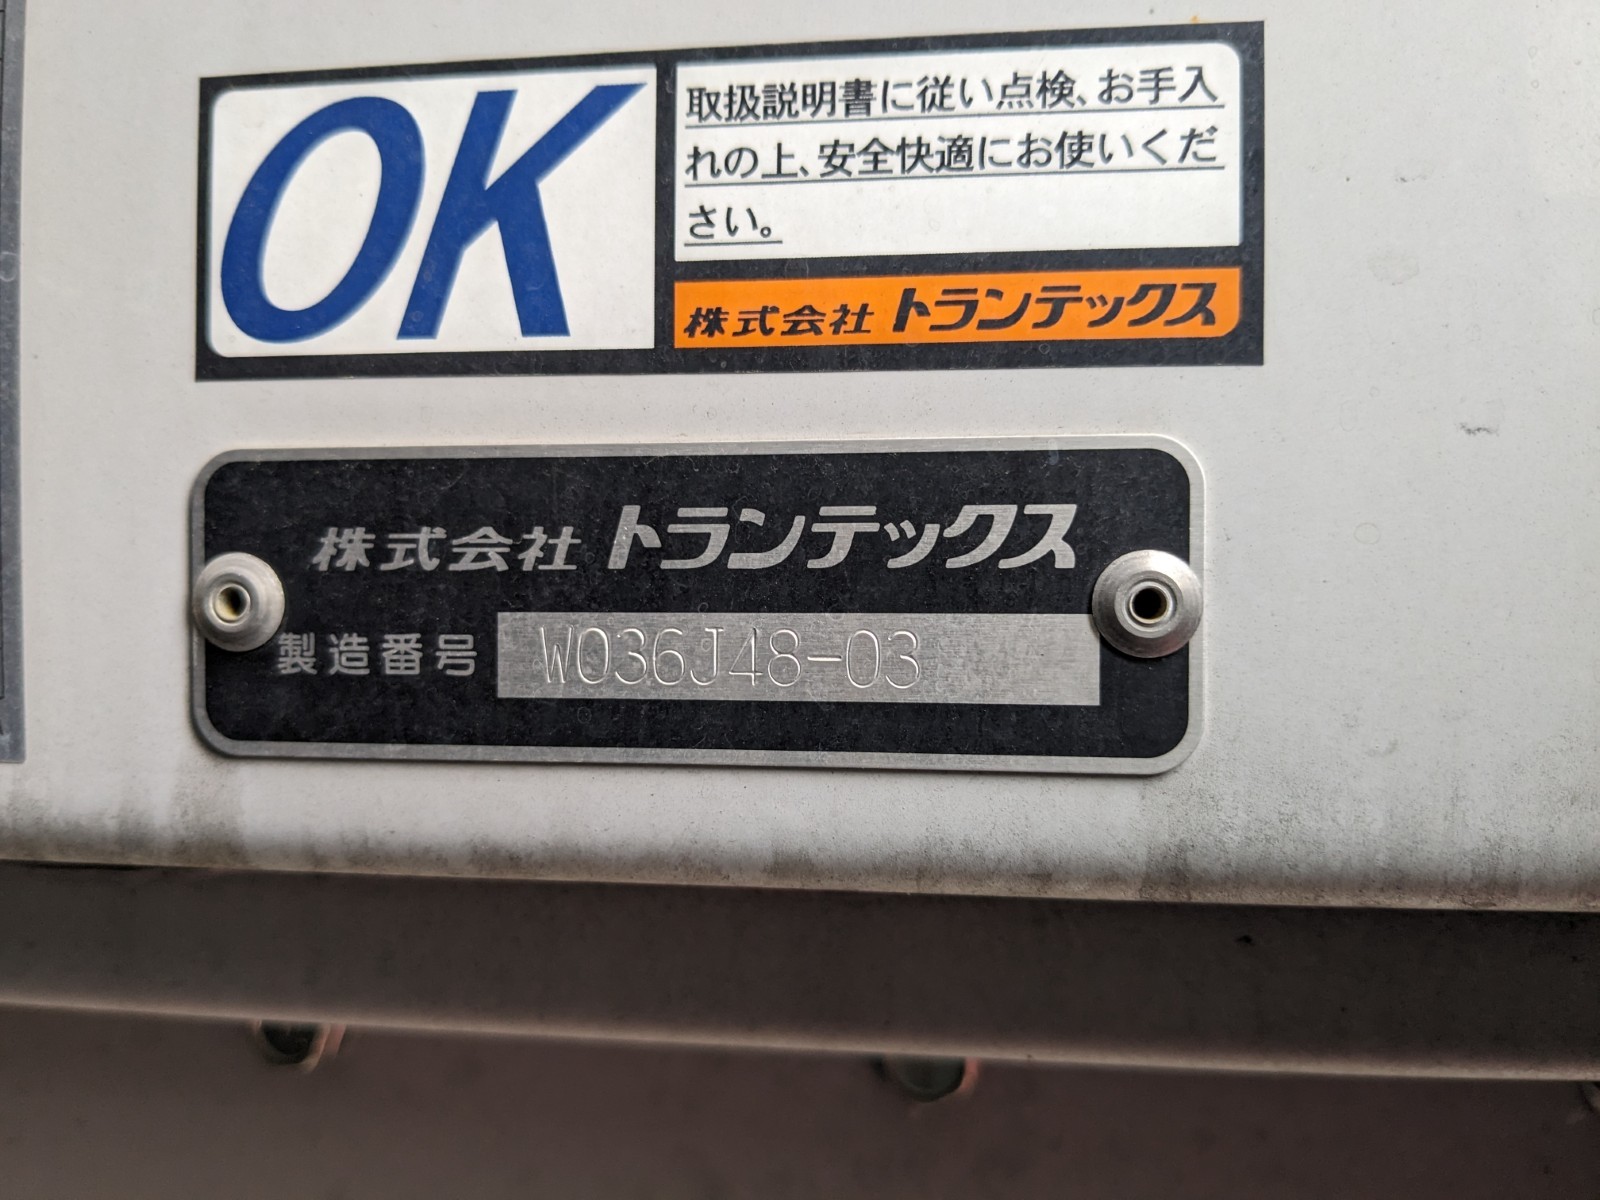 OK
取扱説明書に従い点検、お手入
れの上、安全快適にお使いくだ
さい。
株式会社 トランテックス
株式会社 トランテックス
製造番号 W036J48-03